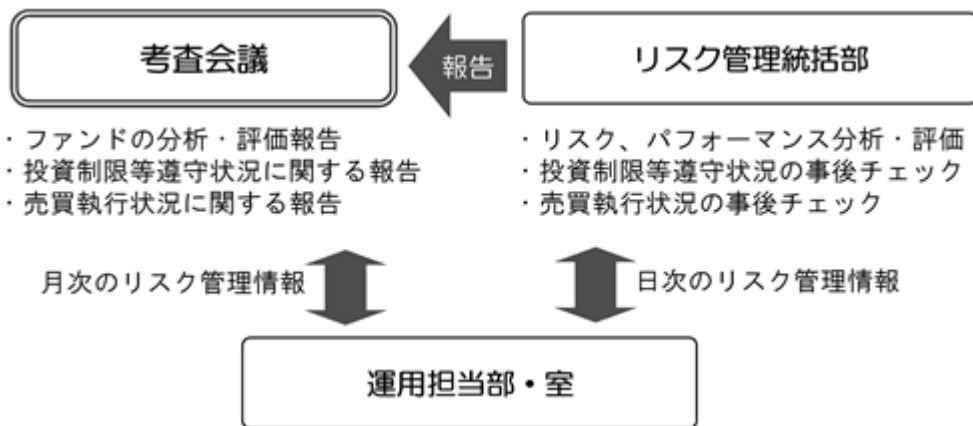 考査会議
報告
リスク管理統括部
・ファンドの分析・評価報告
・投資制限等遵守状況に関する報告
・売買執行状況に関する報告
・リスク、パフォーマンス分析・評価
・投資制限等遵守状況の事後チェック
・売買執行状況の事後チェック
月次のリスク管理情報
日次のリスク管理情報
運用担当部・室